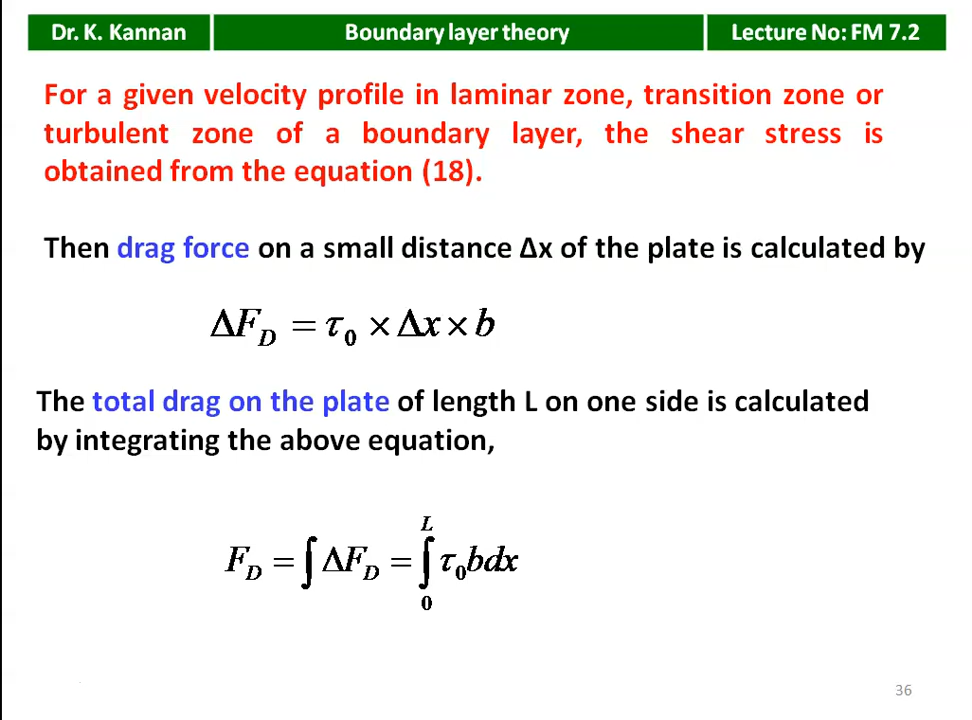 Dr. K. Kannan
Boundary layer theory
Lecture No: FM 7.2
For a given velocity profile in laminar zone, transition zone or
turbulent zone of a boundary layer, the shear stress is
obtained from the equation (18).
Then drag force on a small distance Δx of the plate is calculated by
ΔF_D = τ_0 × Δx × b
The total drag on the plate of length L on one side is calculated
by integrating the above equation,
F_D = ∫ ΔF_D = ∫_0^L τ_0 bdx
36